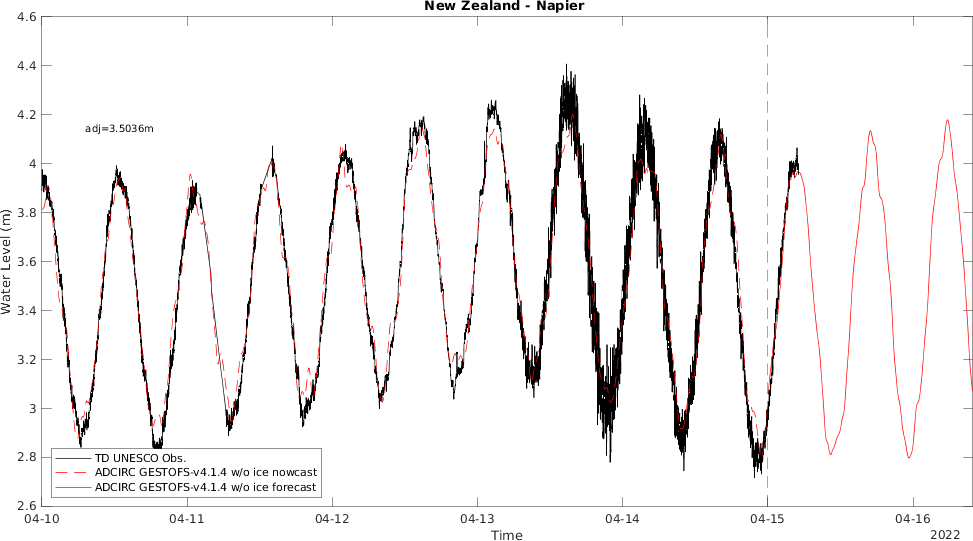 New Zealand - Napier
4.6
4.4
4.2
4
3.8
3.6
3.4
3.2
3
2.8
2.6
Water Level (m)
adj=3.5036m
TD UNESCO Obs.
ADCIRC GESTOFS-v4.1.4 w/o ice nowcast
ADCIRC GESTOFS-v4.1.4 w/o ice forecast
04-10 04-11 04-12 04-13 04-14 04-15 04-16
Time
2022